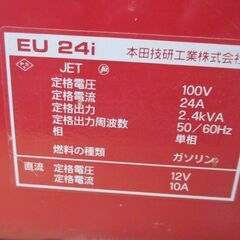 EU 24i 本田技研工業株式会社
JET
定格電圧 100V
定格電流 24A
定格出力 2.4kVA
定格出力周波数 50/60Hz
相 単相
燃料の種類 ガソリン
直流 定格電圧 12V
定格電流 10A